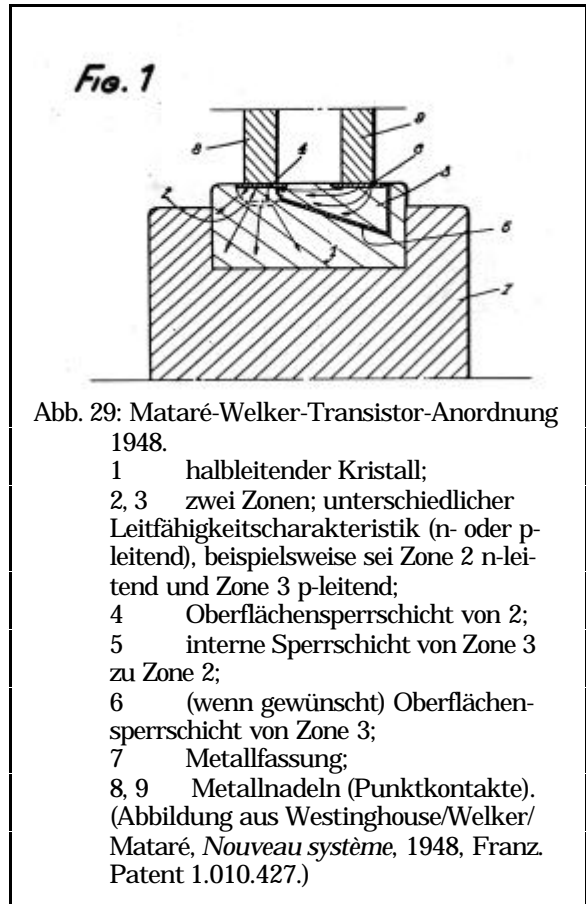 FIG. 1
8
4
9
6
3
2
1
5
7
Abb. 29: Mataré-Welker-Transistor-Anordnung
1948.
1 halbleitender Kristall;
2, 3 zwei Zonen; unterschiedlicher
Leitfähigkeitscharakteristik (n- oder p-
leitend), beispielsweise sei Zone 2 n-lei-
tend und Zone 3 p-leitend;
4 Oberflächensperrschicht von 2;
5 interne Sperrschicht von Zone 3
zu Zone 2;
6 (wenn gewünscht) Oberflächen-
sperrschicht von Zone 3;
7 Metallfassung;
8, 9 Metallnadeln (Punktkontakte).
(Abbildung aus Westinghouse/Welker/
Mataré, Nouveau système, 1948, Franz.
Patent 1.010.427.)